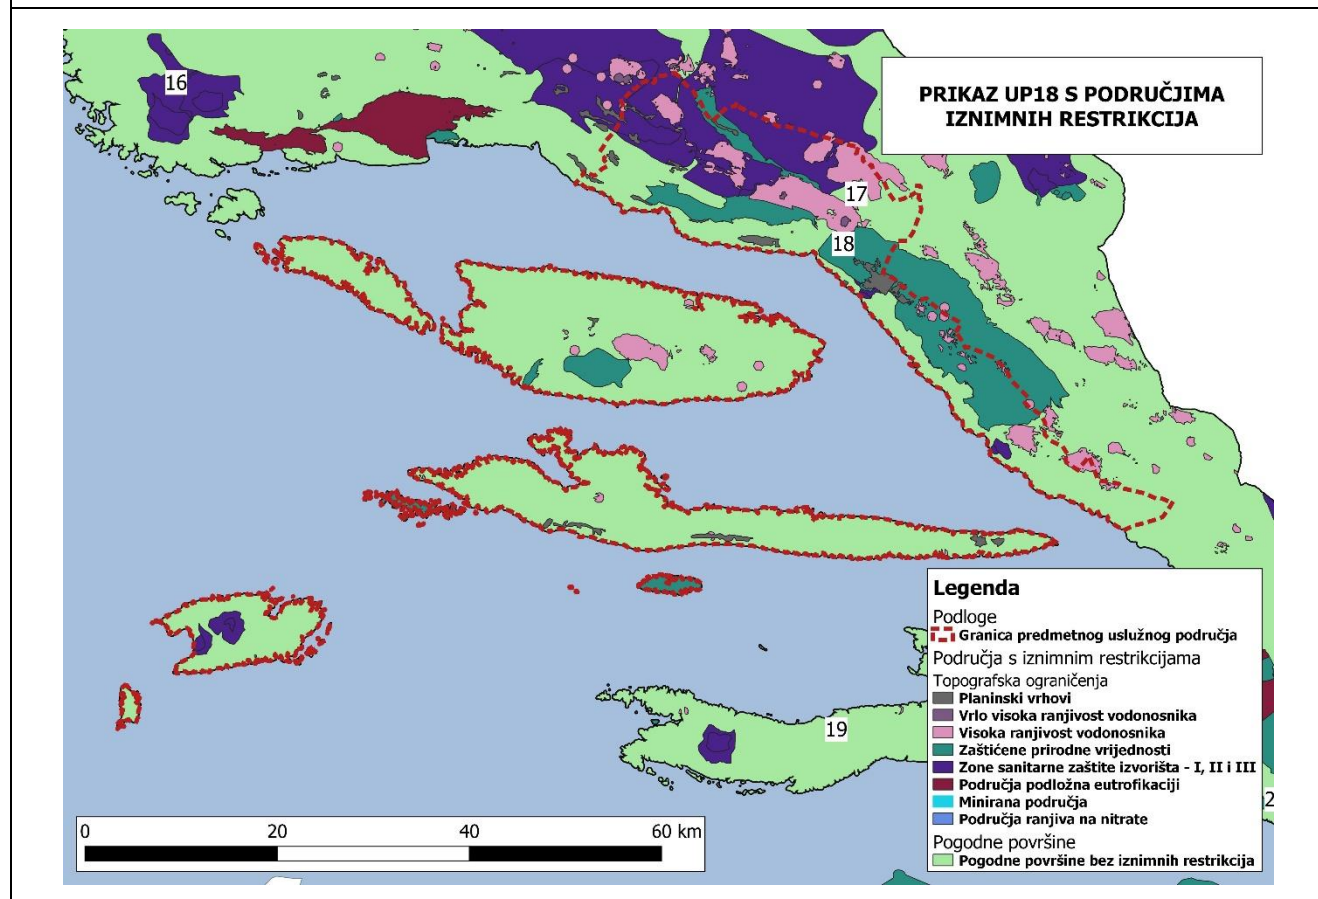 16
PRIKAZ UP18 S PODRUČJIMA
IZNIMNIH RESTRIKCIJA
17
18
Legenda
Podloge
Granica predmetnog uslužnog područja
Područja s iznimnim restrikcijama
Topografska ograničenja
Planinski vrhovi
Vrlo visoka ranjivost vodonosnika
Visoka ranjivost vodonosnika
Zaštićene prirodne vrijednosti
Zone sanitarne zaštite izvorišta - I, II i III
Područja podložna eutrofikaciji
Minirana područja
Područja ranjiva na nitrate
Pogodne površine
Pogodne površine bez iznimnih restrikcija
19
2
0 20 40 60 km